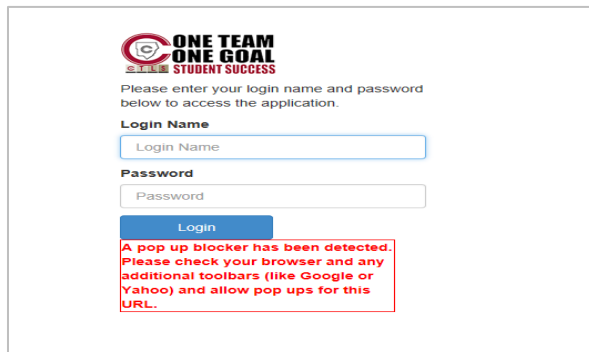 C ONE TEAM
ONE GOAL
CTLS STUDENT SUCCESS
Please enter your login name and password
below to access the application.
Login Name
Login Name
Password
Password
Login
A pop up blocker has been detected.
Please check your browser and any
additional toolbars (like Google or
Yahoo) and allow pop ups for this
URL.